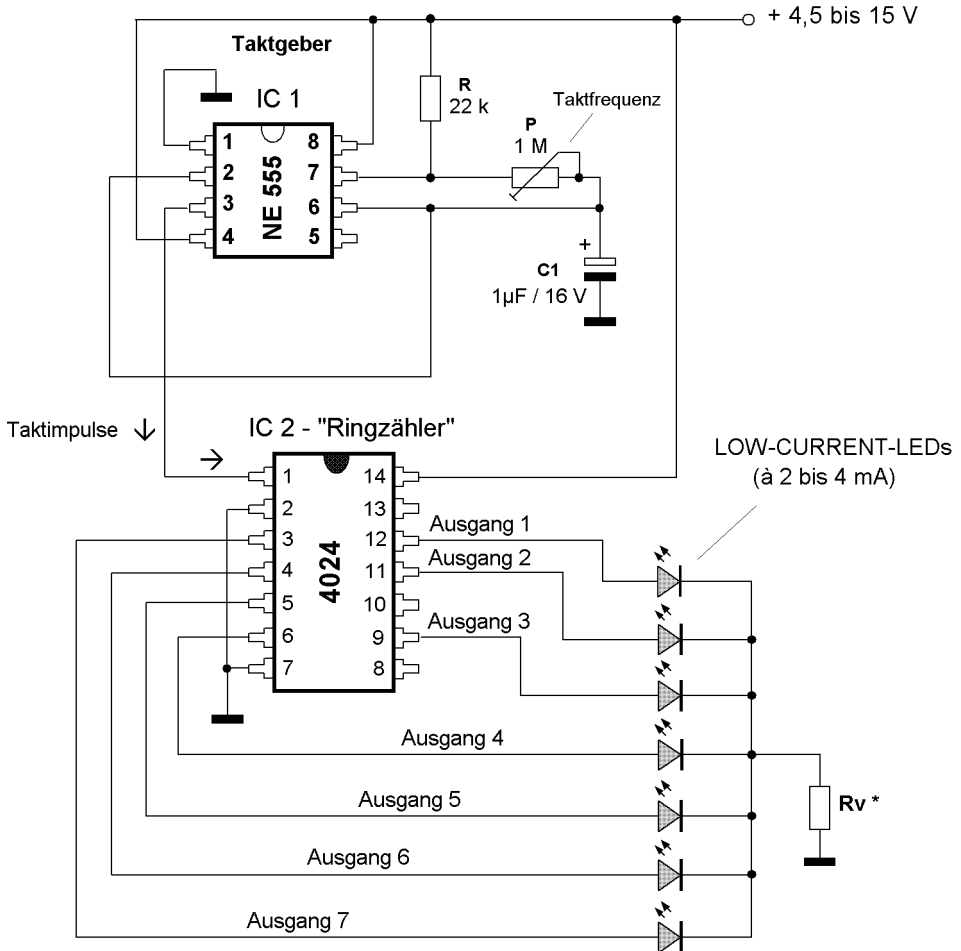 + 4,5 bis 15 V
Taktgeber
R
22 k
Taktfrequenz
IC 1
P
1 M
1
2
3
4
NE 555
8
7
6
5
+
C1
1µF / 16 V
Taktimpulse
IC 2 - "Ringzähler"
LOW-CURRENT-LEDs
(à 2 bis 4 mA)
1
2
3
4
5
6
7
4024
14
13
12
11
10
9
8
Ausgang 1
Ausgang 2
Ausgang 3
Ausgang 4
Ausgang 5
Ausgang 6
Ausgang 7
Rv *